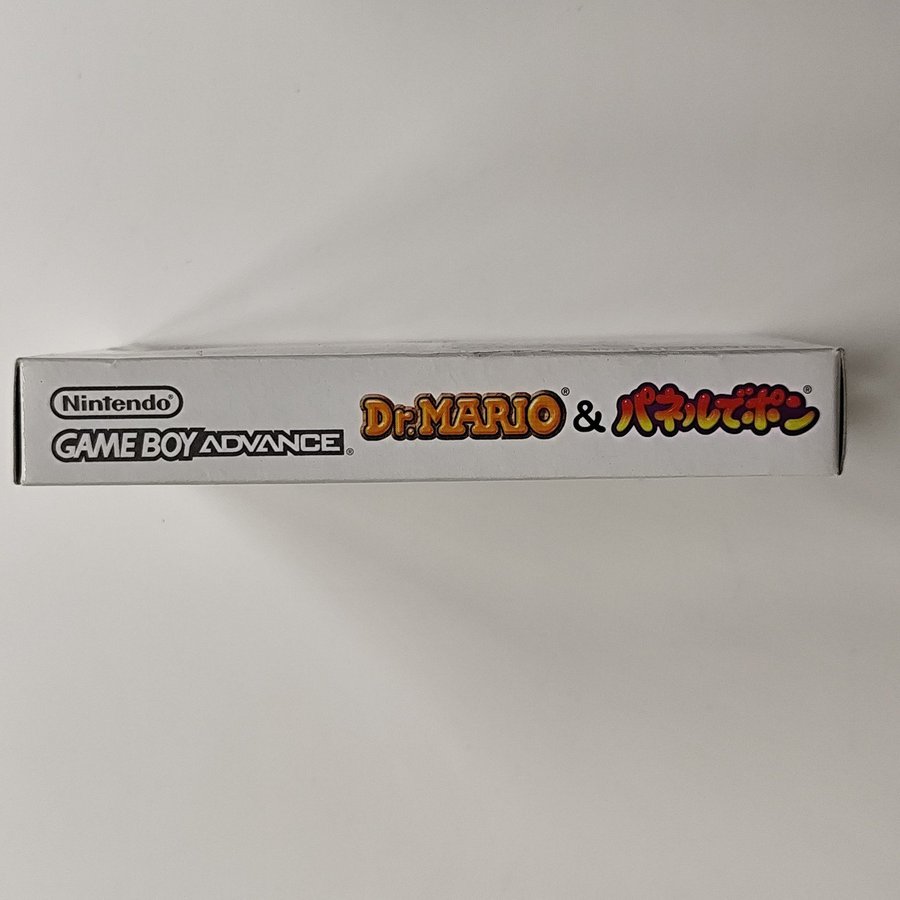 Nintendo®
GAME BOY ADVANCE®
Dr. MARIO® & パネルでポン®